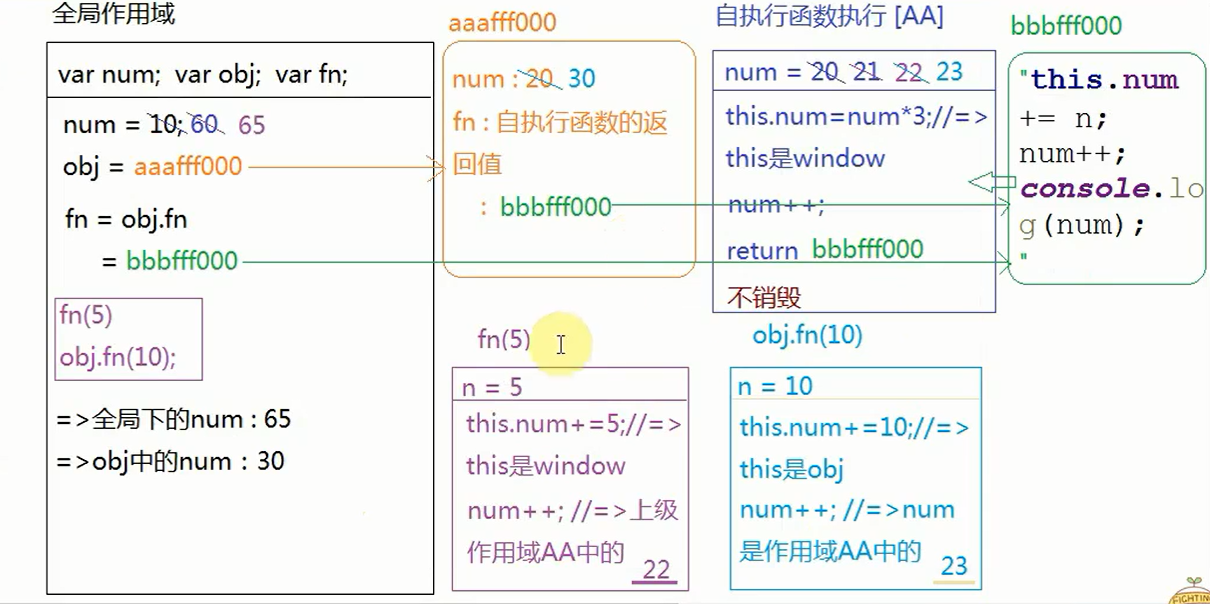 全局作用域
var num;  var obj;  var fn;
num = 10; 60 65
obj = aaafff000
fn = obj.fn
= bbbfff000
fn(5)
obj.fn(10);
=>全局下的num : 65
=>obj中的num : 30
aaafff000
num : 20 30
fn : 自执行函数的返
回值
: bbbfff000
自执行函数执行 [AA]
num = 20 21 22 23
this.num=num*3;//=>
this是window
num++;
return bbbfff000
不销毁
bbbfff000
"this.num
+= n;
num++;
console.lo
g(num);
"
fn(5)
n = 5
this.num+=5;//=>
this是window
num++; //=>上级
作用域AA中的
22
obj.fn(10)
n = 10
this.num+=10;//=>
this是obj
num++; //=>num
是作用域AA中的
23
FIGHTIN